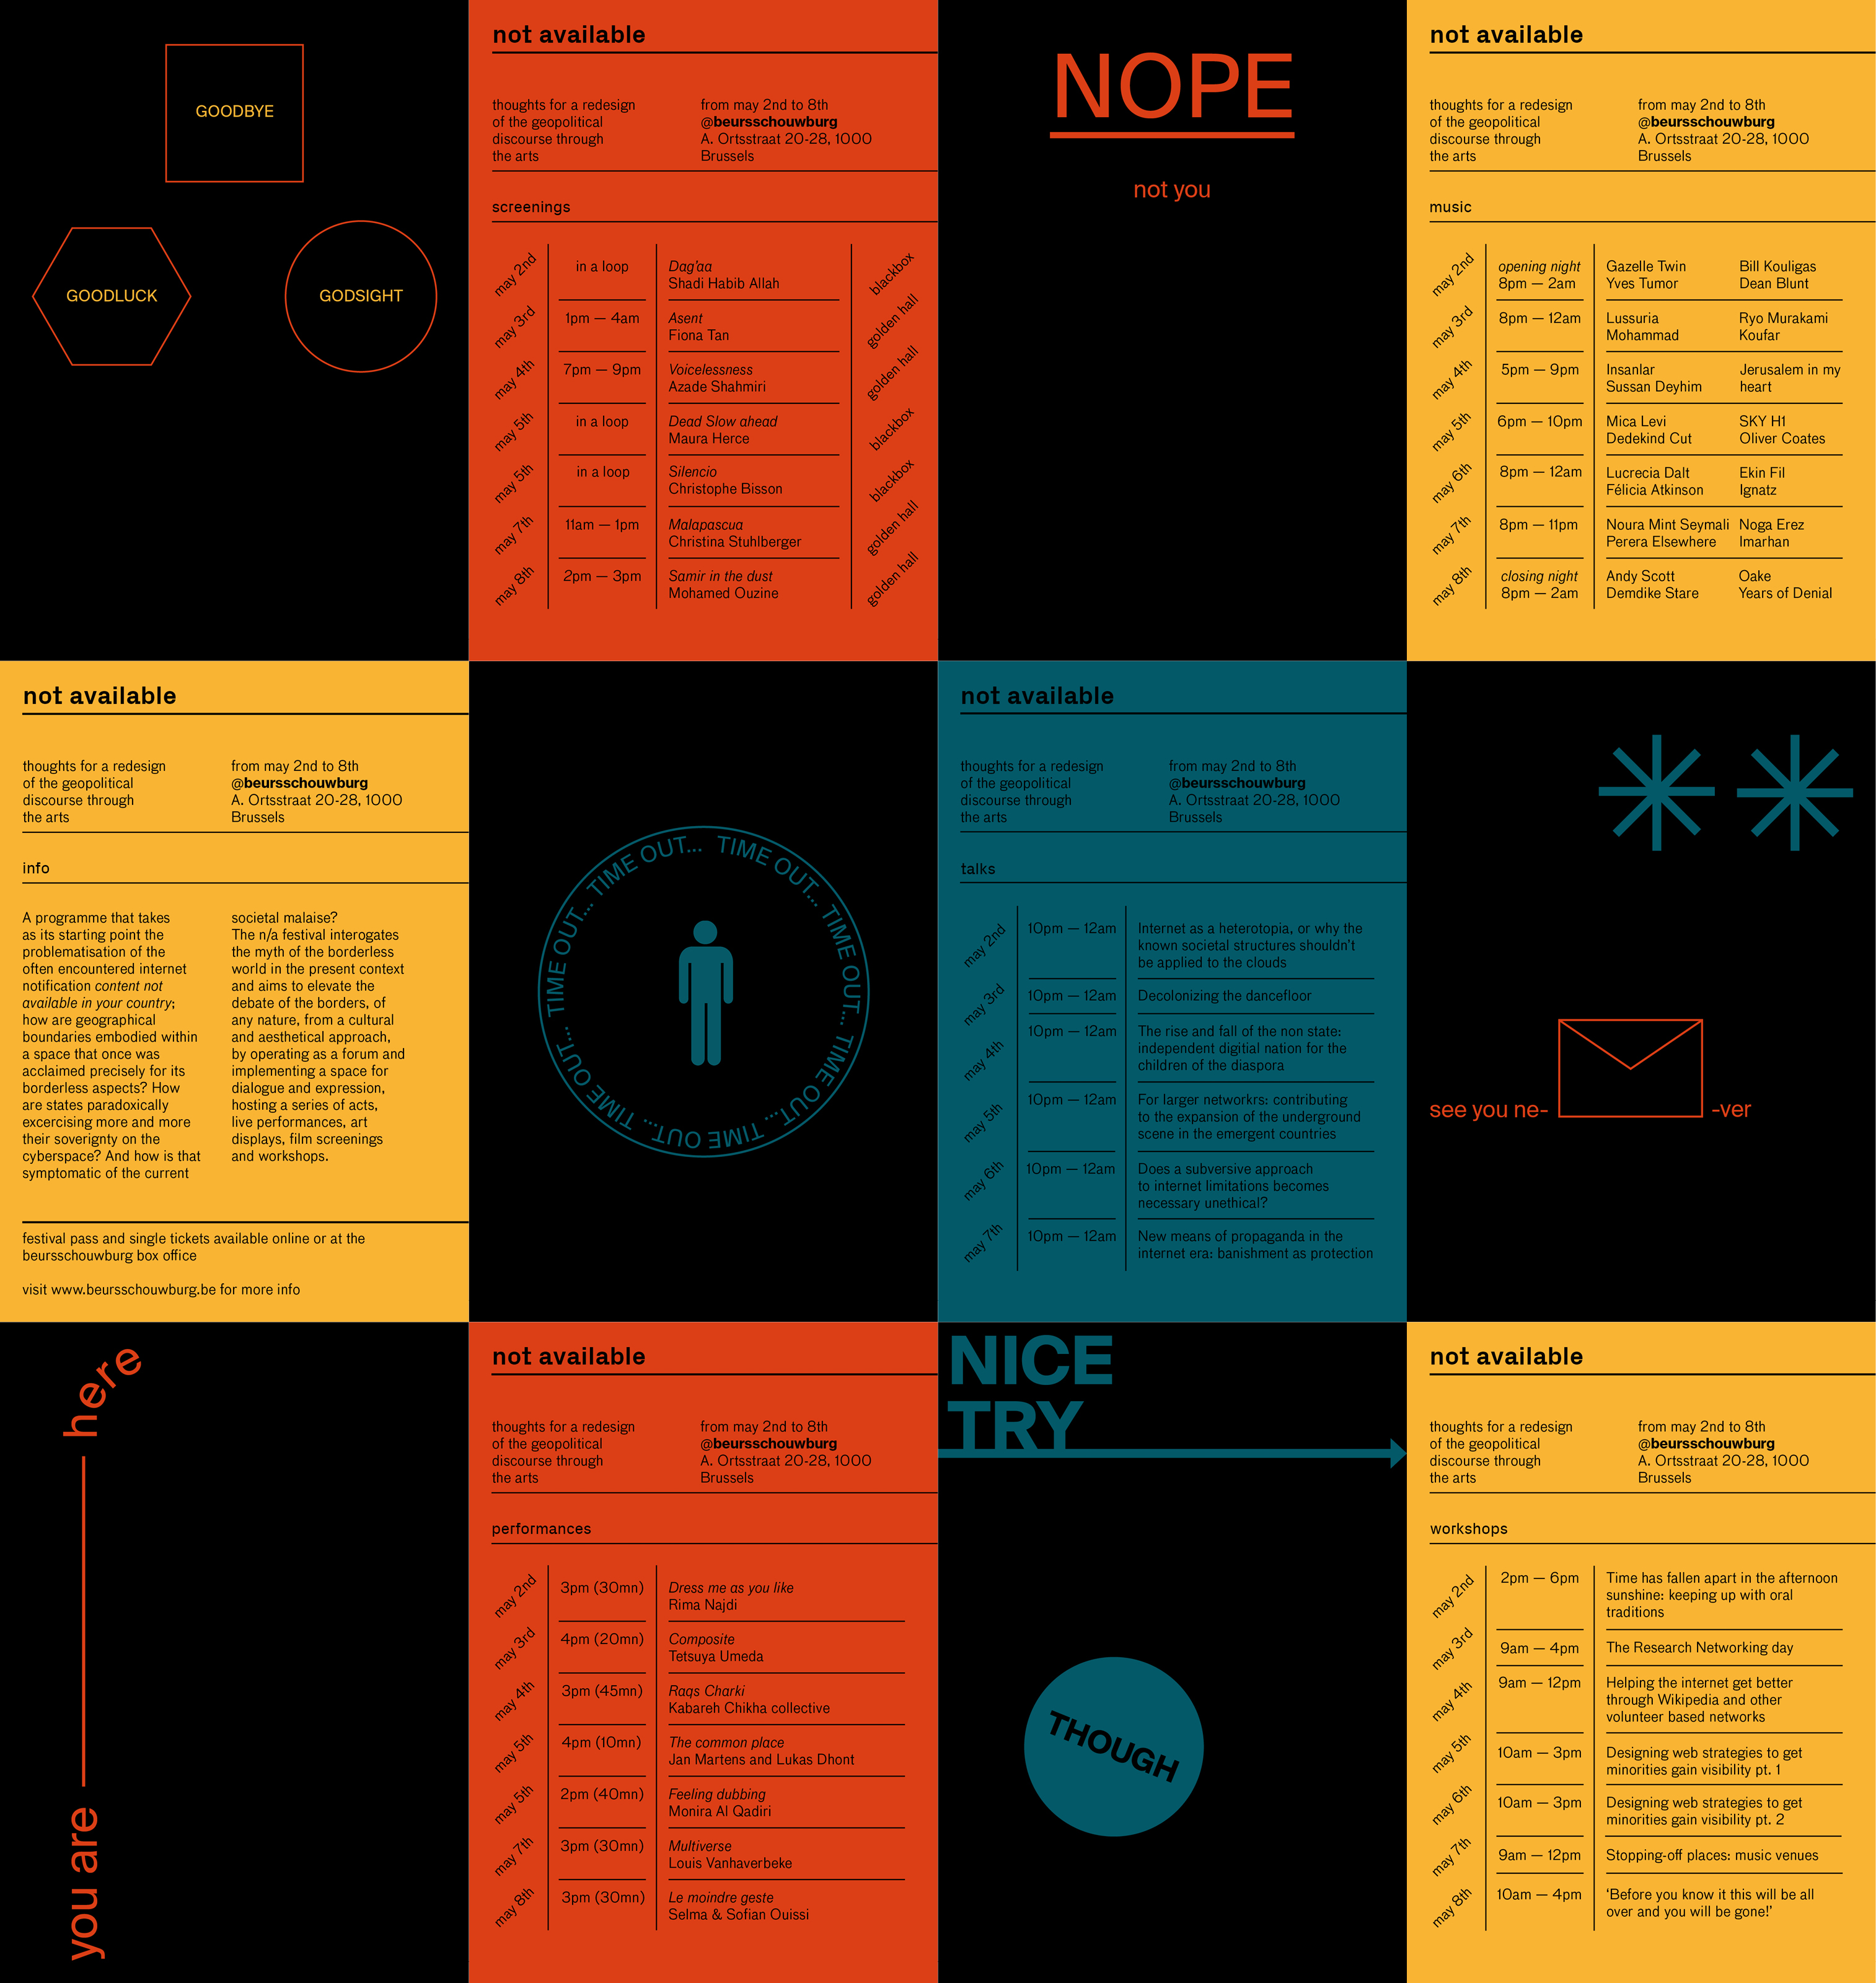 GOODBYE
GOODLUCK
GODSIGHT
not available
thoughts for a redesign
of the geopolitical
discourse through
the arts
from may 2nd to 8th
@beursschouwburg
A. Ortsstraat 20-28, 1000
Brussels
screenings
may 2nd
in a loop
Dag'aa
Shadi Habib Allah
blackbox
may 3rd
1pm — 4am
Asent
Fiona Tan
golden hall
may 4th
7pm — 9pm
Voicelessness
Azade Shahmiri
golden hall
may 5th
in a loop
Dead Slow ahead
Maura Herce
blackbox
may 5th
in a loop
Silencio
Christophe Bisson
blackbox
may 7th
11am — 1pm
Malapascua
Christina Stuhlberger
golden hall
may 8th
2pm — 3pm
Samir in the dust
Mohamed Ouzine
golden hall
NOPE
not you
not available
thoughts for a redesign
of the geopolitical
discourse through
the arts
from may 2nd to 8th
@beursschouwburg
A. Ortsstraat 20-28, 1000
Brussels
music
may 2nd
opening night
8pm — 2am
Gazelle Twin
Yves Tumor
Bill Kouligas
Dean Blunt
may 3rd
8pm — 12am
Lussuria
Mohammad
Ryo Murakami
Koufar
may 4th
5pm — 9pm
Insanlar
Sussan Deyhim
Jerusalem in my
heart
may 5th
6pm — 10pm
Mica Levi
Dedekind Cut
SKY H1
Oliver Coates
may 6th
8pm — 12am
Lucrecia Dalt
Félicia Atkinson
Ekin Fil
Ignatz
may 7th
8pm — 11pm
Noura Mint Seymali
Perera Elsewhere
Noga Erez
Imarhan
may 8th
closing night
8pm — 2am
Andy Scott
Demdike Stare
Oake
Years of Denial
not available
thoughts for a redesign
of the geopolitical
discourse through
the arts
from may 2nd to 8th
@beursschouwburg
A. Ortsstraat 20-28, 1000
Brussels
info
A programme that takes
as its starting point the
problematisation of the
often encountered internet
notification content not
available in your country;
how are geographical
boundaries embodied within
a space that once was
acclaimed precisely for its
borderless aspects? How
are states paradoxically
excercising more and more
their soverignty on the
cyberspace? And how is that
symptomatic of the current
societal malaise?
The n/a festival interogates
the myth of the borderless
world in the present context
and aims to elevate the
debate of the borders, of
any nature, from a cultural
and aesthetical approach,
by operating as a forum and
implementing a space for
dialogue and expression,
hosting a series of acts,
live performances, art
displays, film screenings
and workshops.
festival pass and single tickets available online or at the
beursschouwburg box office
visit www.beursschouwburg.be for more info
TIME OUT... TIME OUT... TIME OUT... TIME OUT... TIME OUT... TIME OUT... TIME OUT... TIME OUT...
not available
thoughts for a redesign
of the geopolitical
discourse through
the arts
from may 2nd to 8th
@beursschouwburg
A. Ortsstraat 20-28, 1000
Brussels
talks
may 2nd
10pm — 12am
Internet as a heterotopia, or why the
known societal structures shouldn't
be applied to the clouds
may 3rd
10pm — 12am
Decolonizing the dancefloor
may 4th
10pm — 12am
The rise and fall of the non state:
independent digitial nation for the
children of the diaspora
may 5th
10pm — 12am
For larger networkrs: contributing
to the expansion of the underground
scene in the emergent countries
may 6th
10pm — 12am
Does a subversive approach
to internet limitations becomes
necessary unethical?
may 7th
10pm — 12am
New means of propaganda in the
internet era: banishment as protection
see you ne- -ver
you are here
not available
thoughts for a redesign
of the geopolitical
discourse through
the arts
from may 2nd to 8th
@beursschouwburg
A. Ortsstraat 20-28, 1000
Brussels
performances
may 2nd
3pm (30mn)
Dress me as you like
Rima Najdi
may 3rd
4pm (20mn)
Composite
Tetsuya Umeda
may 4th
3pm (45mn)
Raqs Charki
Kabareh Chikha collective
may 5th
4pm (10mn)
The common place
Jan Martens and Lukas Dhont
may 5th
2pm (40mn)
Feeling dubbing
Monira Al Qadiri
may 7th
3pm (30mn)
Multiverse
Louis Vanhaverbeke
may 8th
3pm (30mn)
Le moindre geste
Selma & Sofian Ouissi
NICE
TRY
THOUGH
not available
thoughts for a redesign
of the geopolitical
discourse through
the arts
from may 2nd to 8th
@beursschouwburg
A. Ortsstraat 20-28, 1000
Brussels
workshops
may 2nd
2pm — 6pm
Time has fallen apart in the afternoon
sunshine: keeping up with oral
traditions
may 3rd
9am — 4pm
The Research Networking day
may 4th
9am — 12pm
Helping the internet get better
through Wikipedia and other
volunteer based networks
may 5th
10am — 3pm
Designing web strategies to get
minorities gain visibility pt. 1
may 6th
10am — 3pm
Designing web strategies to get
minorities gain visibility pt. 2
may 7th
9am — 12pm
Stopping-off places: music venues
may 8th
10am — 4pm
'Before you know it this will be all
over and you will be gone!'